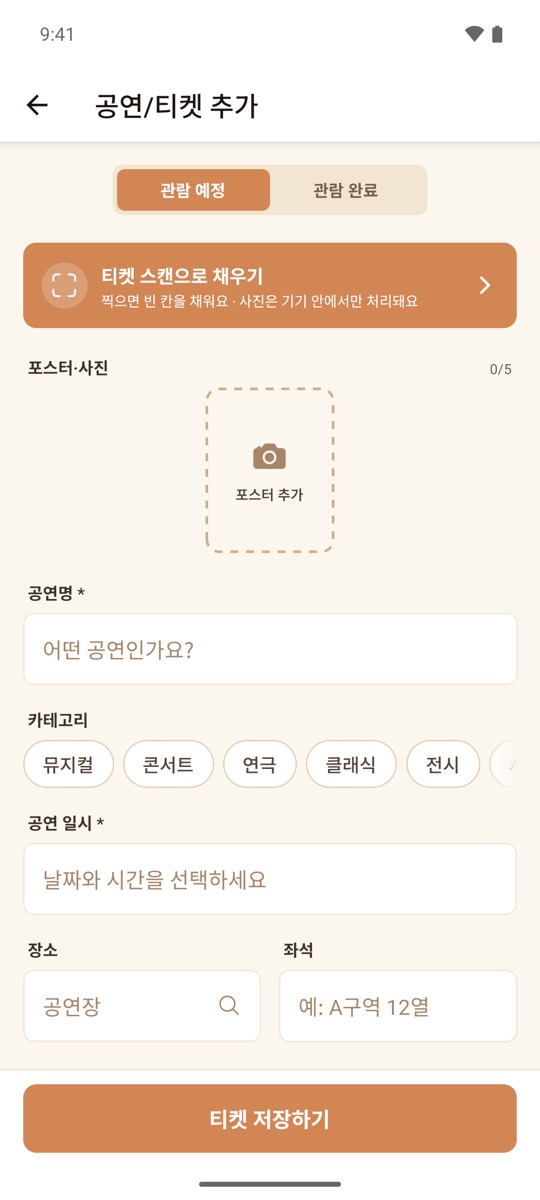 9:41
공연/티켓 추가
관람 예정
관람 완료
티켓 스캔으로 채우기
찍으면 빈 칸을 채워요 · 사진은 기기 안에서만 처리돼요
포스터·사진
0/5
포스터 추가
공연명 *
어떤 공연인가요?
카테고리
뮤지컬
콘서트
연극
클래식
전시
공연 일시 *
날짜와 시간을 선택하세요
장소
좌석
공연장
예: A구역 12열
티켓 저장하기